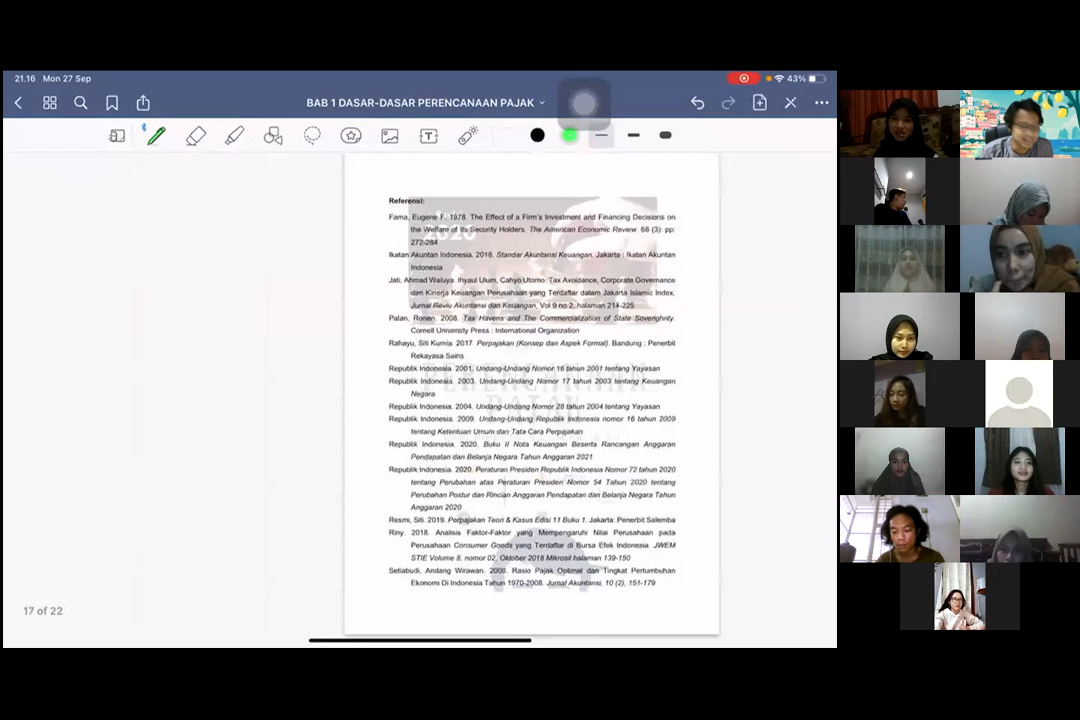 21.16 Mon 27 Sep
43%
BAB 1 DASAR-DASAR PERENCANAAN PAJAK
Referensi:
Fama, Eugene F. 1978. The Effect of a Firm's Investment and Financing Decisions on
the Welfare of Its Security Holders. The American Economic Review. 68 (3): pp:
272-284
Ikatan Akuntan Indonesia. 2018. Standar Akuntansi Keuangan, Jakarta : Ikatan Akuntan
Indonesia
Jati, Ahmad Waluya. Ihyaul Ulum, Cahyo Utomo. Tax Avoidance, Corporate Governance
dan Kinerja Keuangan Perusahaan yang Terdaftar dalam Jakarta Islamic Index.
Jurnal Reviu Akuntansi dan Keuangan, Vol 9 no 2, halaman 214-225
Palan, Ronen. 2008. Tax Havens and The Commercialization of State Soverighnty.
Cornell University Press : International Organization
Rahayu, Siti Kurnia. 2017. Perpajakan (Konsep dan Aspek Formal). Bandung : Penerbit
Rekayasa Sains
Republik Indonesia. 2001. Undang-Undang Nomor 16 tahun 2001 tentang Yayasan
Republik Indonesia. 2003. Undang-Undang Nomor 17 tahun 2003 tentang Keuangan
Negara
Republik Indonesia. 2004. Undang-Undang Nomor 28 tahun 2004 tentang Yayasan
Republik Indonesia. 2009. Undang-Undang Republik Indonesia nomor 16 tahun 2009
tentang Ketentuan Umum dan Tata Cara Perpajakan
Republik Indonesia. 2020. Buku II Nota Keuangan Beserta Rancangan Anggaran
Pendapatan dan Belanja Negara Tahun Anggaran 2021
Republik Indonesia. 2020. Peraturan Presiden Republik Indonesia Nomor 72 tahun 2020
tentang Perubahan atas Peraturan Presiden Nomor 54 Tahun 2020 tentang
Perubahan Postur dan Rincian Anggaran Pendapatan dan Belanja Negara Tahun
Anggaran 2020
Resmi, Siti. 2019. Perpajakan Teori & Kasus Edisi 11 Buku 1. Jakarta: Penerbit Salemba
Riny. 2018. Analisis Faktor-Faktor yang Mempengaruhi Nilai Perusahaan pada
Perusahaan Consumer Goods yang Terdaftar di Bursa Efek Indonesia. JWEM
STIE Volume 8, nomor 02, Oktober 2018 Mikrosil halaman 139-150
Setiabudi, Andang Wirawan. 2008. Rasio Pajak Optimal dan Tingkat Pertumbuhan
Ekonomi Di Indonesia Tahun 1970-2008. Jurnal Akuntansi, 10 (2), 151-179
PERENCANAAN
PAJAK
17 of 22